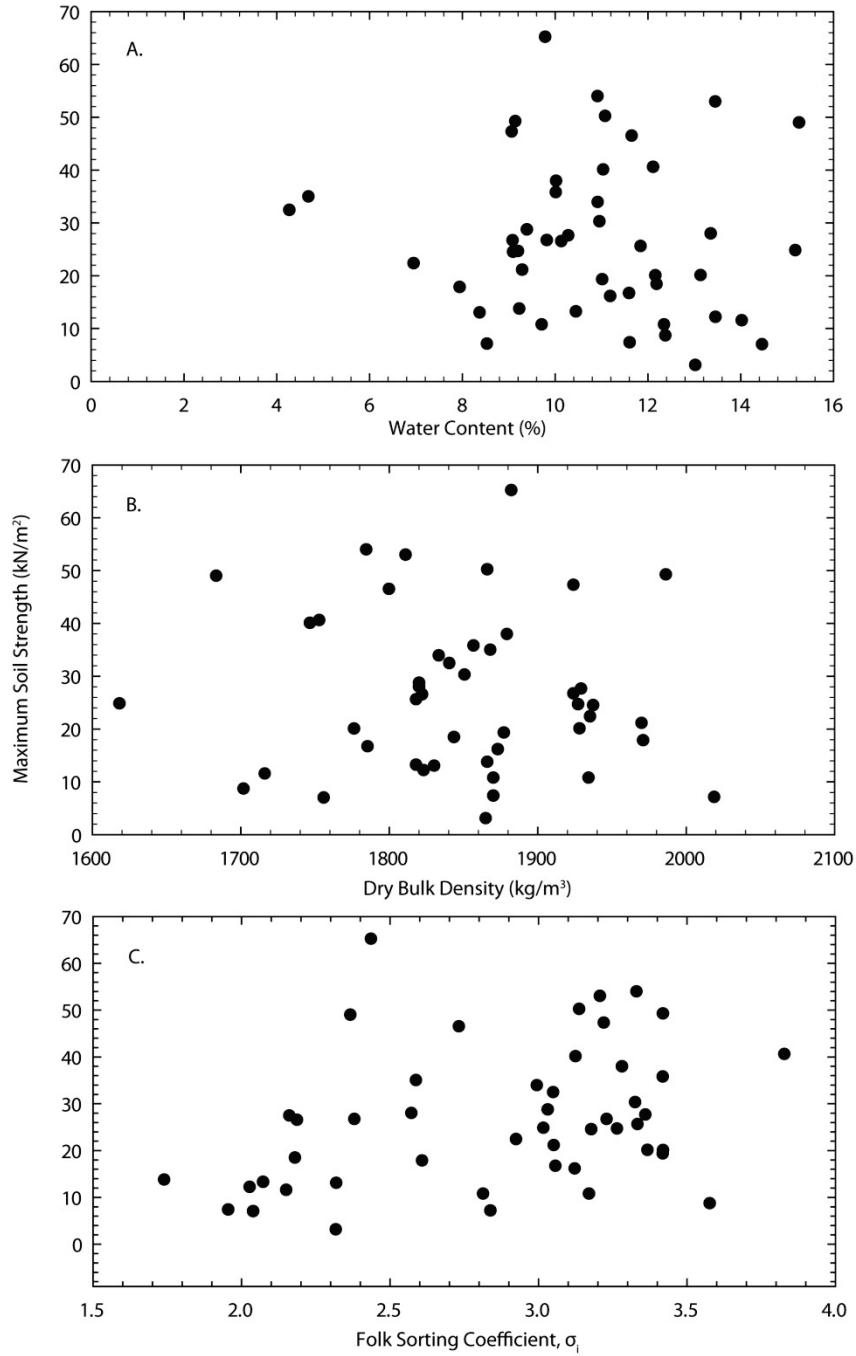 70
A.
60
50
40
30
20
10
0
0 2 4 6 8 10 12 14 16
Water Content (%)
Maximum Soil Strength (kN/m²)
70
B.
60
50
40
30
20
10
0
1600 1700 1800 1900 2000 2100
Dry Bulk Density (kg/m³)
70
C.
60
50
40
30
20
10
0
1.5 2.0 2.5 3.0 3.5 4.0
Folk Sorting Coefficient, σᵢ